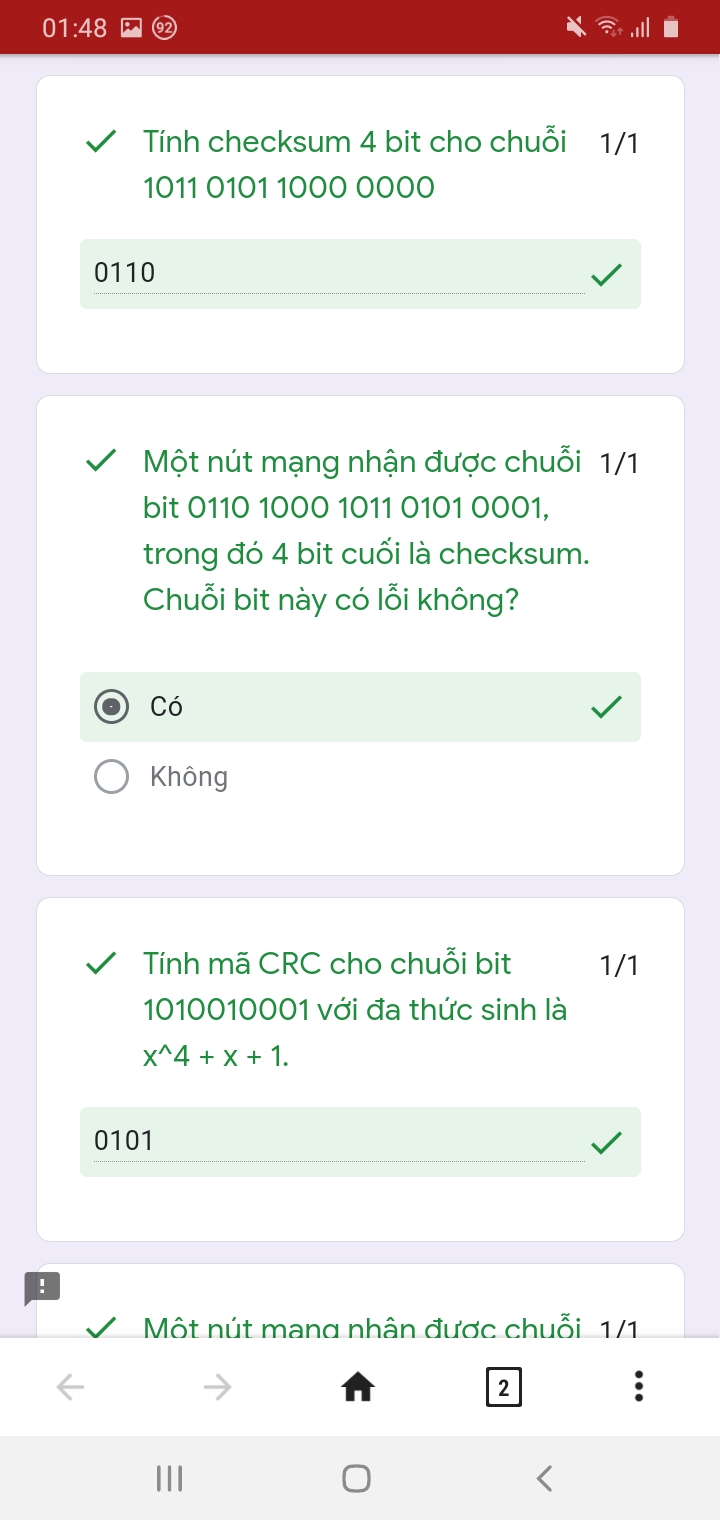 01:48 92
Tính checksum 4 bit cho chuỗi 1/1
1011 0101 1000 0000
0110
Một nút mạng nhận được chuỗi 1/1
bit 0110 1000 1011 0101 0001,
trong đó 4 bit cuối là checksum.
Chuỗi bit này có lỗi không?
Có
Không
Tính mã CRC cho chuỗi bit 1/1
1010010001 với đa thức sinh là
x^4 + x + 1.
0101
!
Một nút mạng nhận được chuỗi 1/1
2